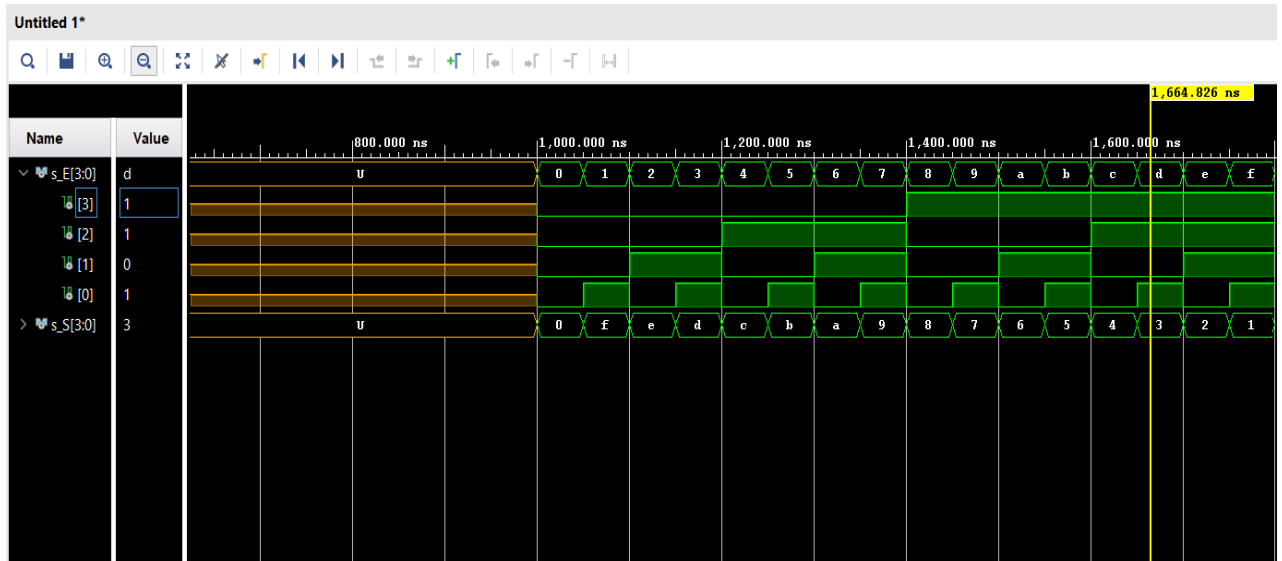 Untitled 1*
1,664.826 ns
Name Value
800.000 ns 1,000.000 ns 1,200.000 ns 1,400.000 ns 1,600.000 ns
s_E[3:0] d U 0 1 2 3 4 5 6 7 8 9 a b c d e f
[3] 1
[2] 1
[1] 0
[0] 1
s_S[3:0] 3 U 0 f e d c b a 9 8 7 6 5 4 3 2 1